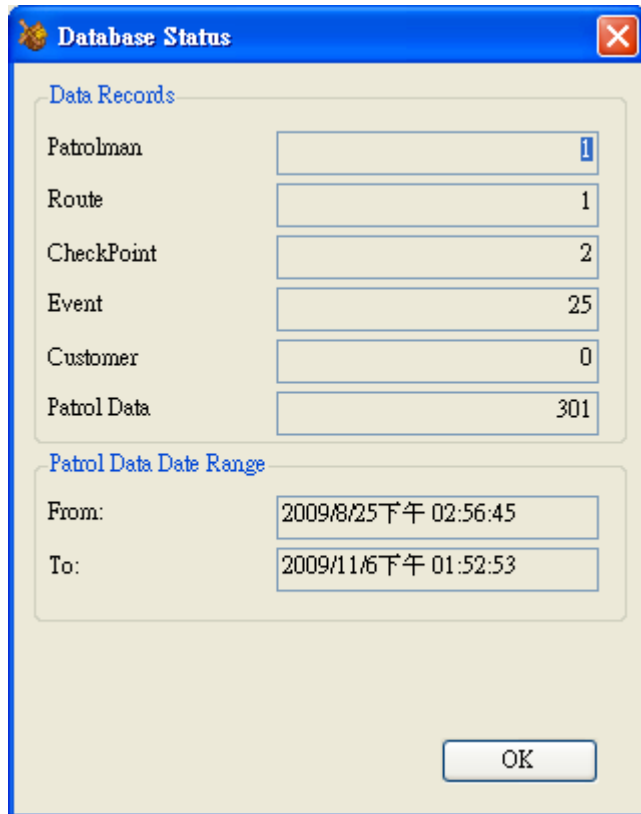 Database Status
Data Records
Patrolman 1
Route 1
CheckPoint 2
Event 25
Customer 0
Patrol Data 301
Patrol Data Date Range
From: 2009/8/25下午 02:56:45
To: 2009/11/6下午 01:52:53
OK